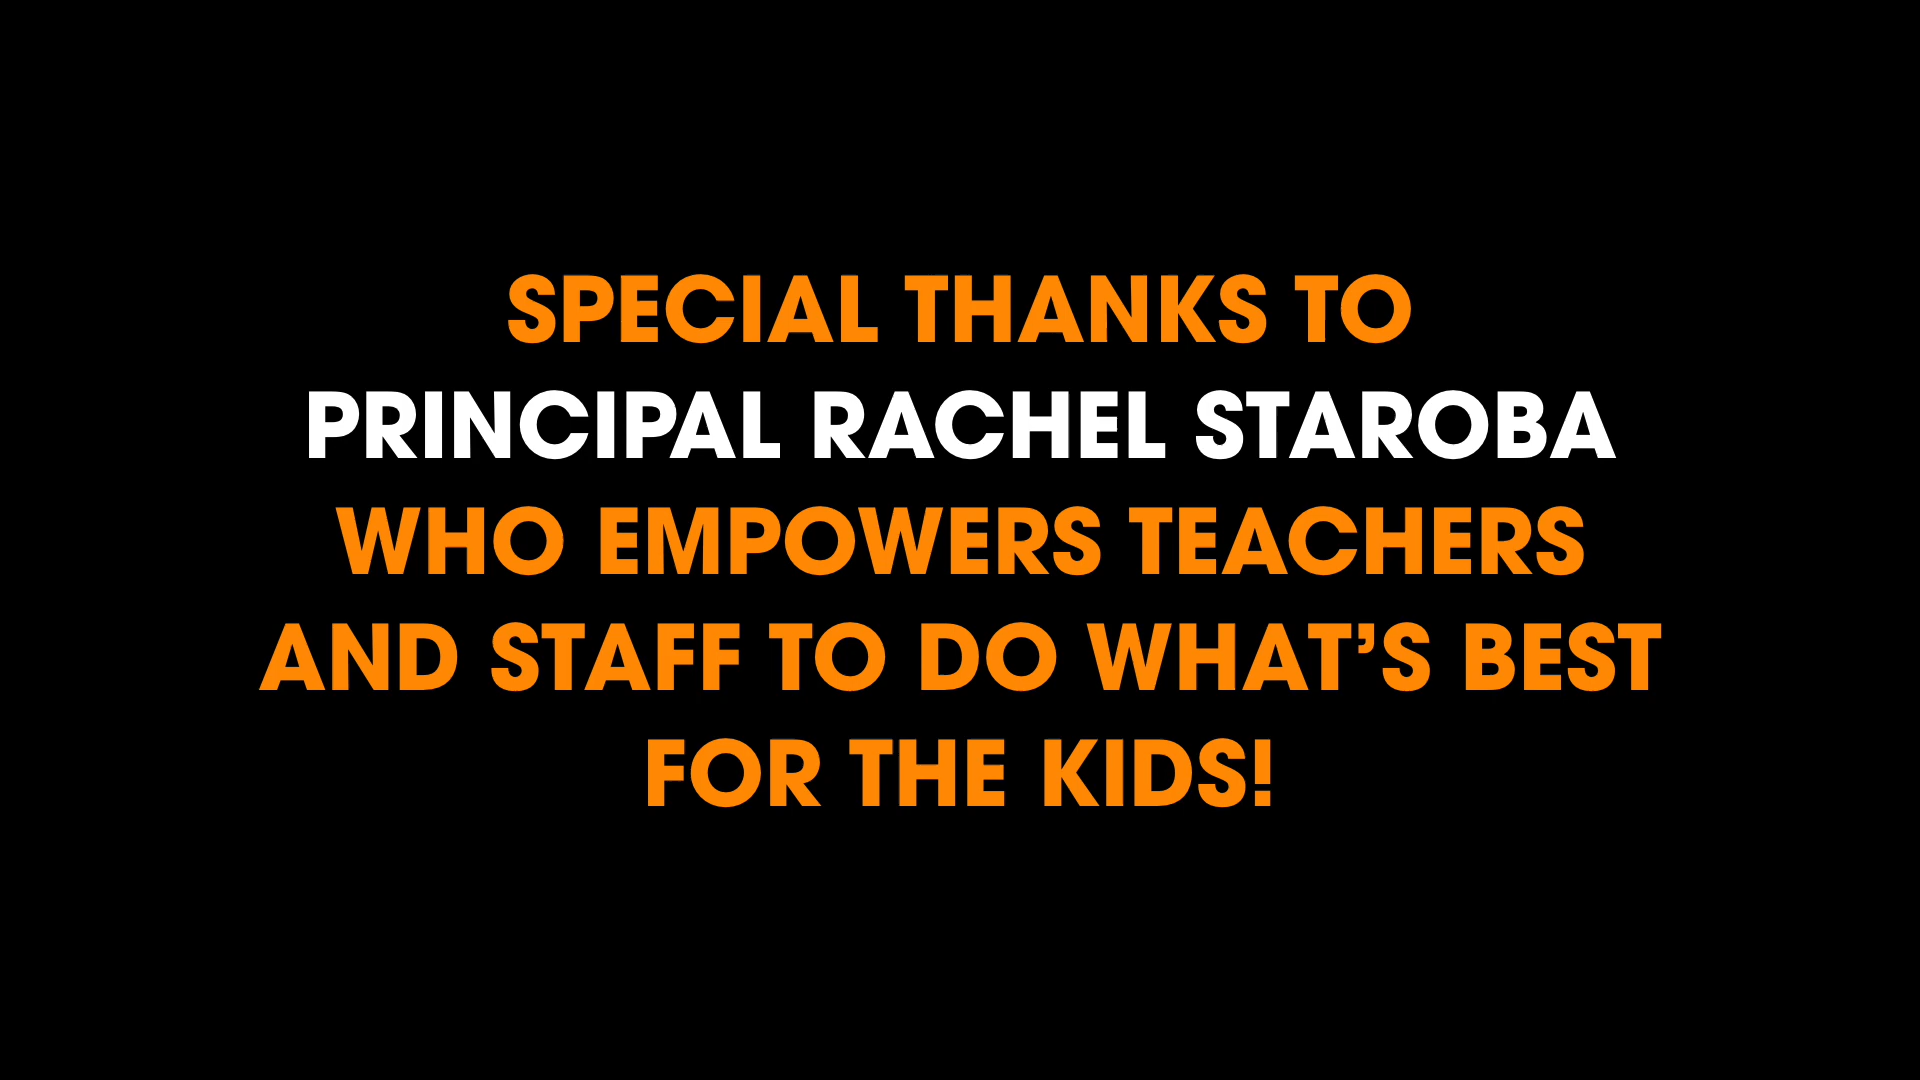 SPECIAL THANKS TO
PRINCIPAL RACHEL STAROBA
WHO EMPOWERS TEACHERS
AND STAFF TO DO WHAT’S BEST
FOR THE KIDS!